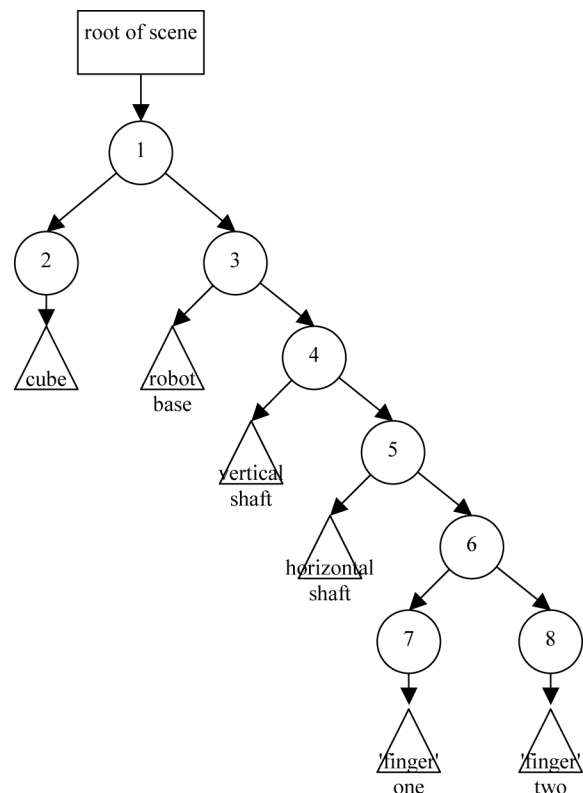 root of scene
1
2
3
cube
robot
base
4
vertical
shaft
5
horizontal
shaft
6
7
8
'finger'
one
'finger'
two